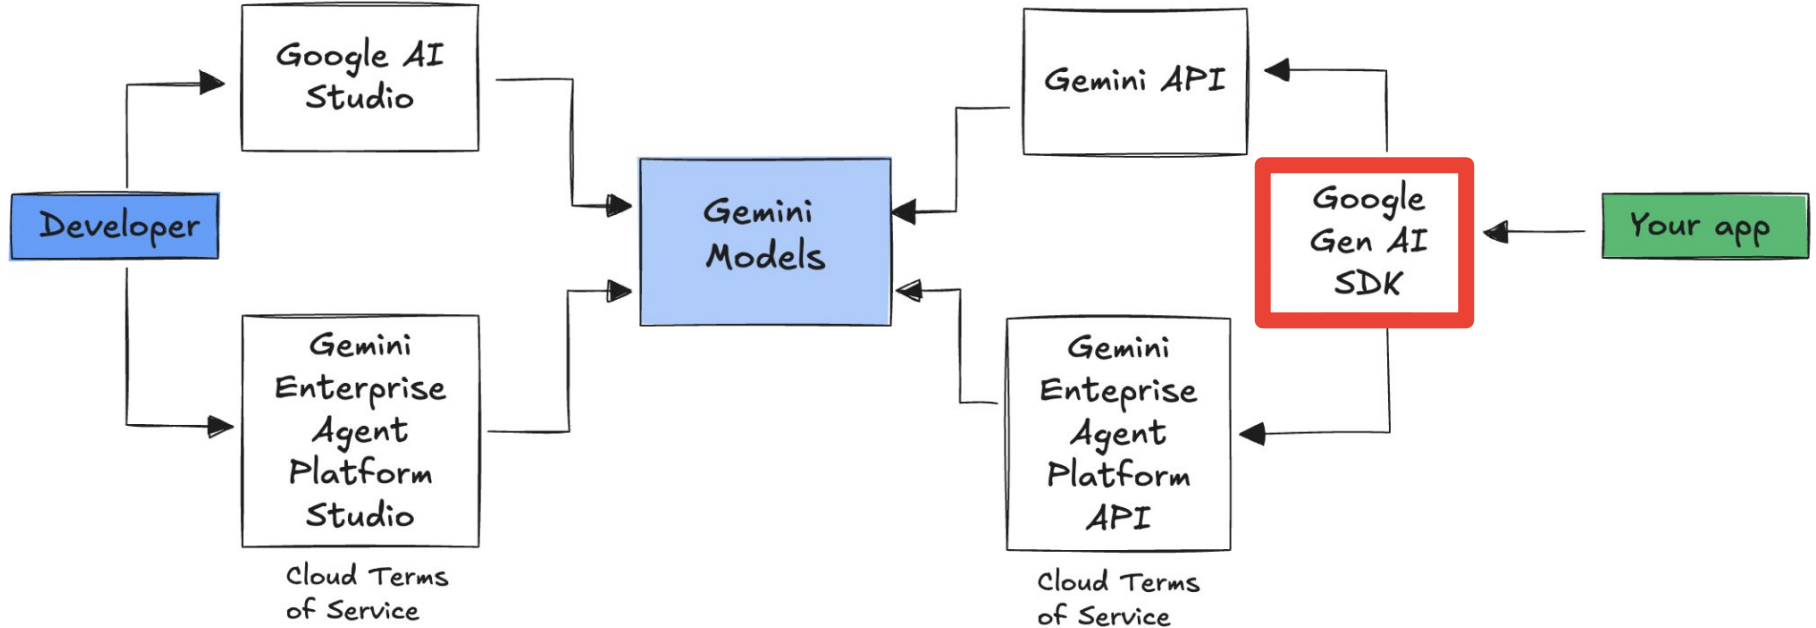 Google AI
Studio
Developer
Gemini
Enterprise
Agent
Platform
Studio
Cloud Terms
of Service
Gemini
Models
Gemini API
Gemini
Enteprise
Agent
Platform
API
Cloud Terms
of Service
Google
Gen AI
SDK
Your app